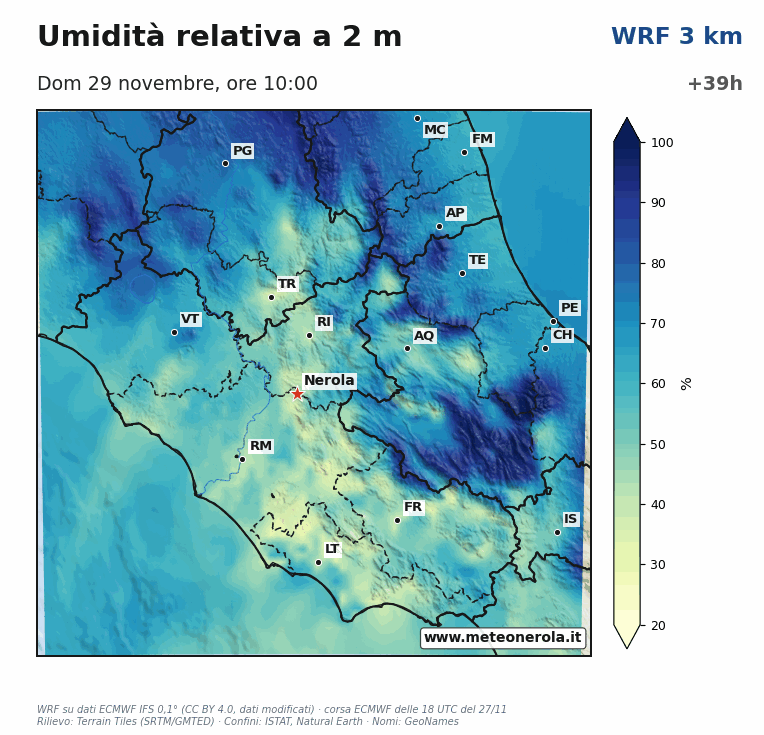 Umidità relativa a 2 m
WRF 3 km
Dom 29 novembre, ore 10:00
+39h
MC
FM
PG
AP
TE
TR
PE
VT
RI
CH
AQ
Nerola
RM
FR
IS
LT
www.meteonerola.it
100
90
80
70
60
50
40
30
20
%
WRF su dati ECMWF IFS 0,1° (CC BY 4.0, dati modificati) · corsa ECMWF delle 18 UTC del 27/11
Rilievo: Terrain Tiles (SRTM/GMTED) · Confini: ISTAT, Natural Earth · Nomi: GeoNames